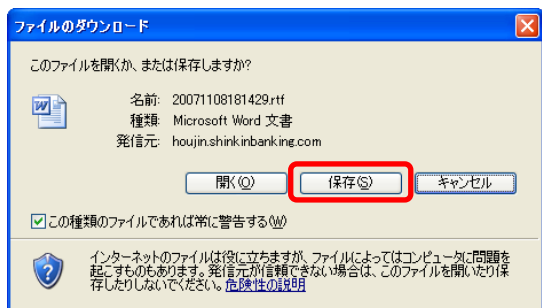 ファイルのダウンロード
このファイルを開くか、または保存しますか?
名前: 20071108181429.rtf
種類: Microsoft Word 文書
発信元: houjin.shinkinbanking.com
開く(O) 保存(S) キャンセル
この種類のファイルであれば常に警告する(W)
インターネットのファイルは役に立ちますが、ファイルによってはコンピュータに問題を
起こすものもあります。発信元が信頼できない場合は、このファイルを開いたり保
存したりしないでください。危険性の説明